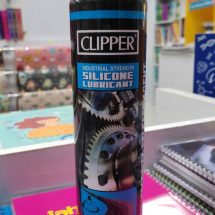 CLIPPER
INDUSTRIAL STRENGTH
SILICONE
LUBRICANT